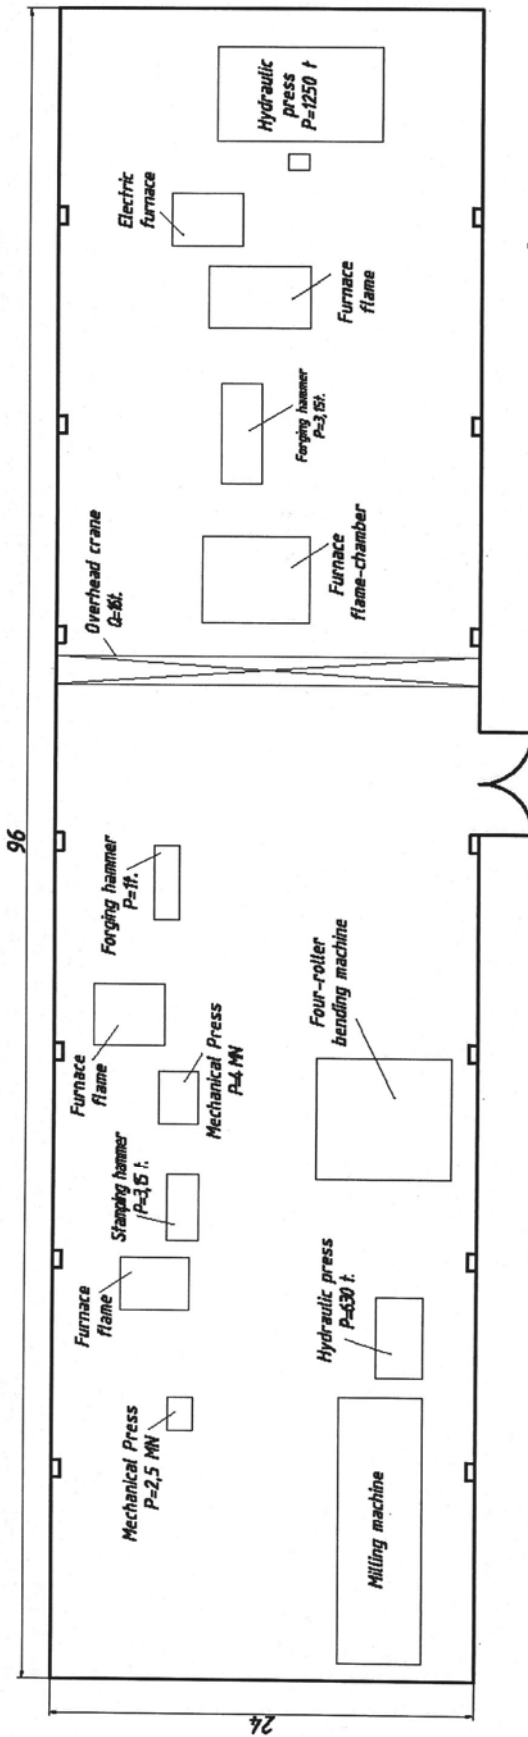 96
24
Mechanical Press
P=2,5 MN
Furnace
flame
Stamping hammer
P=3,15 t.
Mechanical Press
P=4 MN
Furnace
flame
Forging hammer
P=1t.
Overhead crane
Q=16t.
Electric
furnace
Hydraulic
press
P=1250 t
Furnace
flame
Forging hammer
P=3,15t.
Furnace
flame-chamber
Four-roller
bending machine
Hydraulic press
P=630 t.
Milling machine